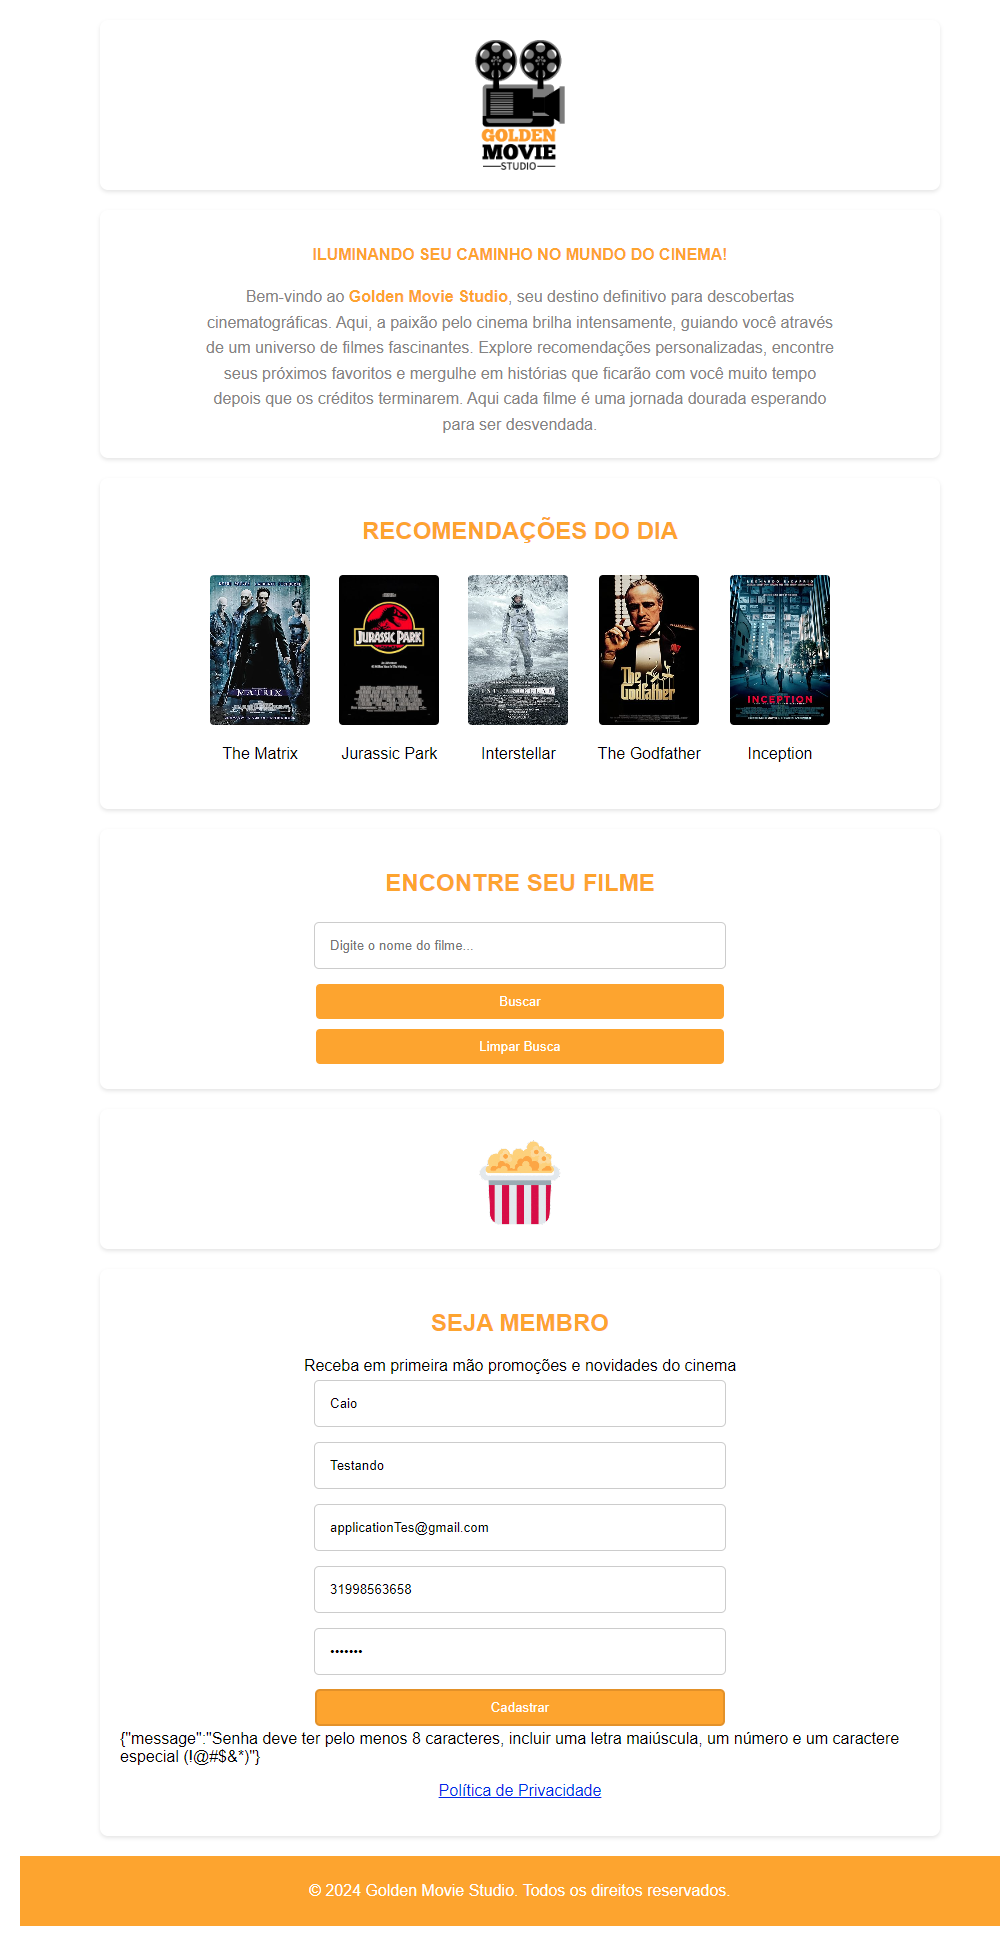 GOLDEN
MOVIE
STUDIO
ILUMINANDO SEU CAMINHO NO MUNDO DO CINEMA!
Bem-vindo ao Golden Movie Studio, seu destino definitivo para descobertas
cinematográficas. Aqui, a paixão pelo cinema brilha intensamente, guiando você através
de um universo de filmes fascinantes. Explore recomendações personalizadas, encontre
seus próximos favoritos e mergulhe em histórias que ficarão com você muito tempo
depois que os créditos terminarem. Aqui cada filme é uma jornada dourada esperando
para ser desvendada.
RECOMENDAÇÕES DO DIA
MATRIX
JURASSIC PARK
INTERSTELLAR
The
Godfather
INCEPTION
The Matrix
Jurassic Park
Interstellar
The Godfather
Inception
ENCONTRE SEU FILME
Digite o nome do filme...
Buscar
Limpar Busca
SEJA MEMBRO
Receba em primeira mão promoções e novidades do cinema
Caio
Testando
applicationTes@gmail.com
31998563658
•••••••
Cadastrar
{"message":"Senha deve ter pelo menos 8 caracteres, incluir uma letra maiúscula, um número e um caractere
especial (!@#$&*)"}
Política de Privacidade
© 2024 Golden Movie Studio. Todos os direitos reservados.